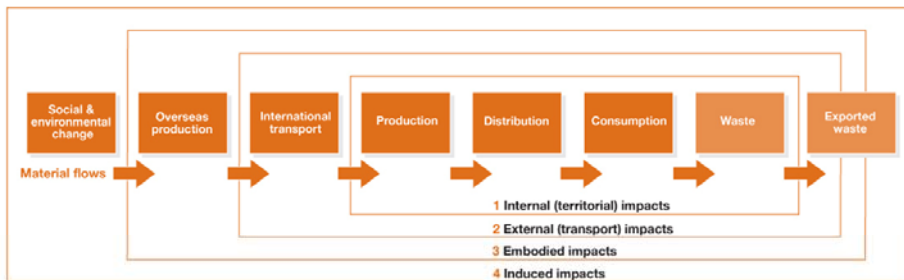 Social &
environmental
change
Overseas
production
International
transport
Production
Distribution
Consumption
Waste
Exported
waste
Material flows
1 Internal (territorial) impacts
2 External (transport) impacts
3 Embodied impacts
4 Induced impacts